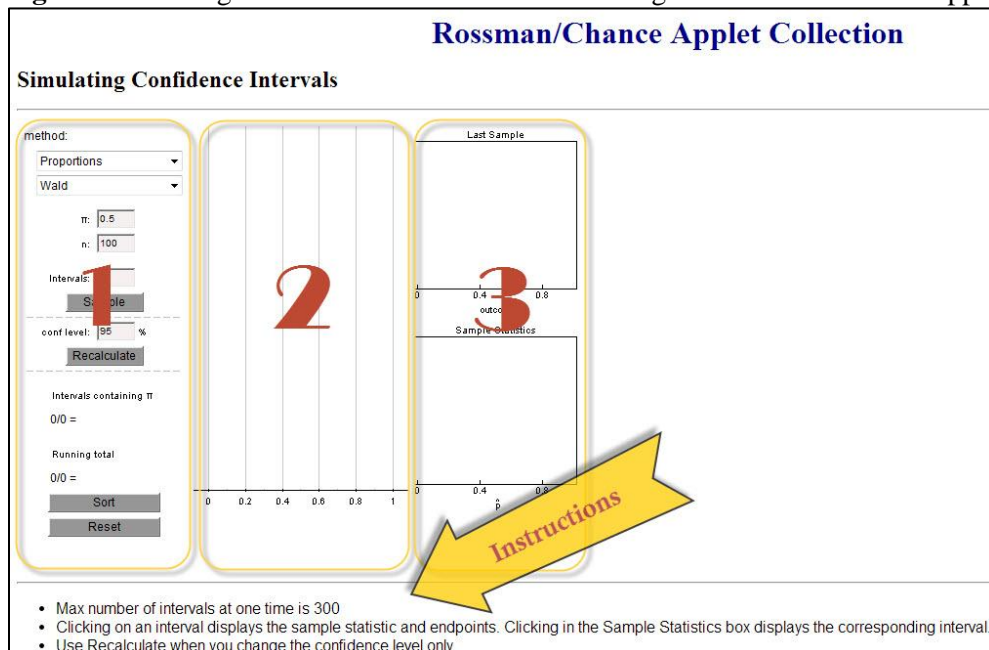 Rossman/Chance Applet Collection
Simulating Confidence Intervals
method:
Proportions
Wald
π: 0.5
n: 100
Intervals:
Sample
conf level: 95 %
Recalculate
Intervals containing π
0/0 =
Running total
0/0 =
Sort
Reset
1
2
0 0.2 0.4 0.6 0.8 1
3
Last Sample
0 0.4 0.8
Sample Statistics
0 0.4 0.8
p̂
Instructions
• Max number of intervals at one time is 300
• Clicking on an interval displays the sample statistic and endpoints. Clicking in the Sample Statistics box displays the corresponding interval.
• Use Recalculate when you change the confidence level only